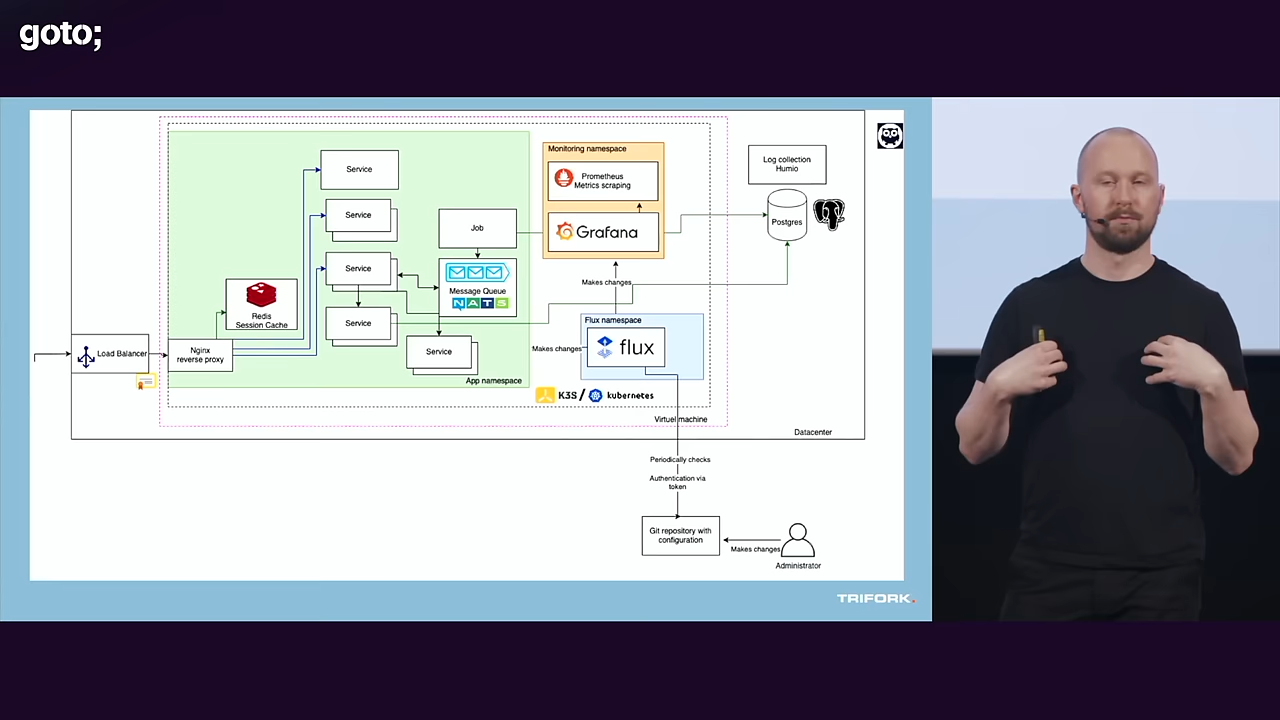 goto;
Service
Service
Service
Service
Service
Job
Message Queue
NATS
Redis
Session Cache
Load Balancer
Nginx
reverse proxy
App namespace
Monitoring namespace
Prometheus
Metrics scraping
Grafana
Makes changes
Flux namespace
flux
Makes changes
K3S / kubernetes
Virtuel machine
Datacenter
Log collection
Humio
Postgres
Periodically checks
Authentication via
token
Git repository with
configuration
Makes changes
Administrator
TRIFORK.